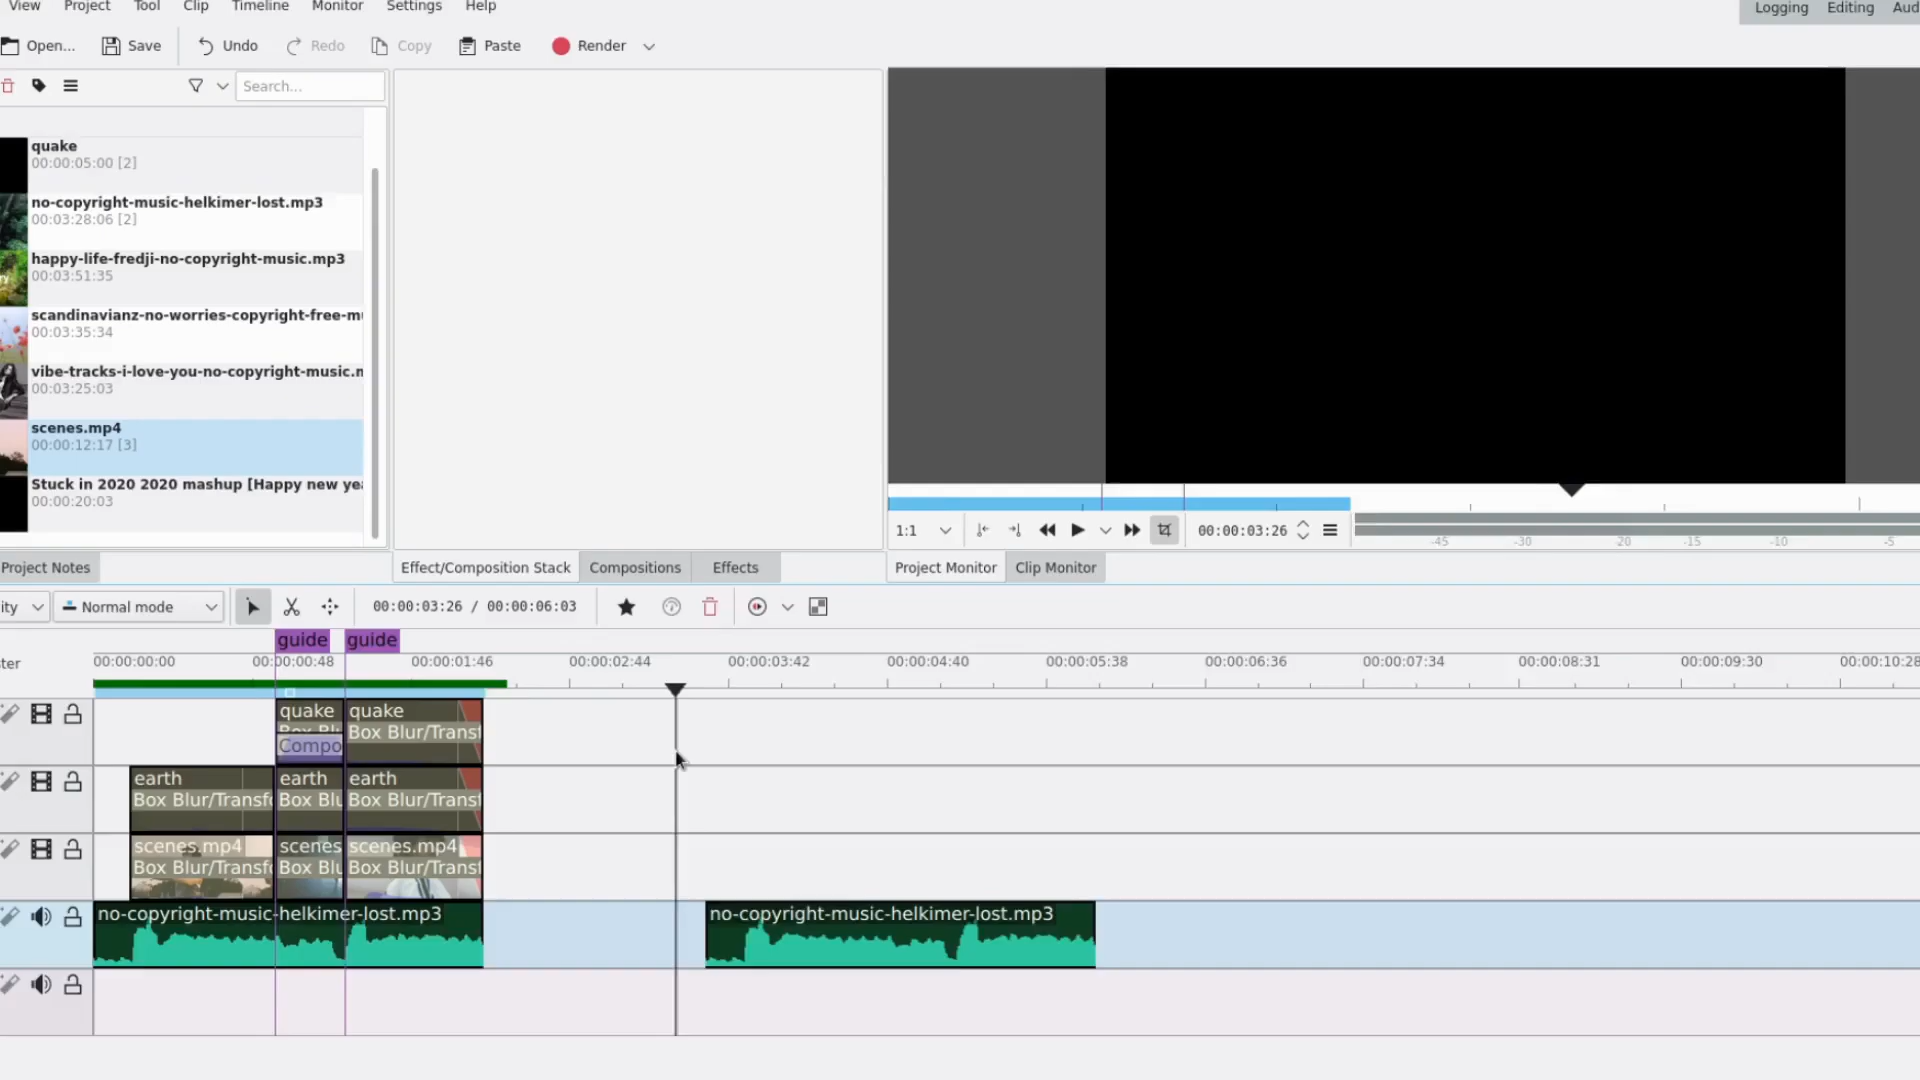 View Project Tool Clip Timeline Monitor Settings Help
Logging Editing Aud
Open... Save Undo Redo Copy Paste Render
Search...
quake
00:00:05:00 [2]
no-copyright-music-helkimer-lost.mp3
00:03:28:06 [2]
happy-life-fredji-no-copyright-music.mp3
00:03:51:35
scandinavianz-no-worries-copyright-free-mu
00:03:35:34
vibe-tracks-i-love-you-no-copyright-music.n
00:03:25:03
scenes.mp4
00:00:12:17 [3]
Stuck in 2020 2020 mashup [Happy new yea
00:00:20:03
1:1 00:00:03:26
-45 -30 -20 -15 -10 -5
Project Notes Effect/Composition Stack Compositions Effects Project Monitor Clip Monitor
ity Normal mode 00:00:03:26 / 00:00:06:03
guide guide
ster 00:00:00:00 00:00:00:48 00:00:01:46 00:00:02:44 00:00:03:42 00:00:04:40 00:00:05:38 00:00:06:36 00:00:07:34 00:00:08:31 00:00:09:30 00:00:10:28
quake quake
Box Blu Box Blur/Transf
Compo
earth earth earth
Box Blur/Transfo Box Blu Box Blur/Transf
scenes.mp4 scenes scenes.mp4
Box Blur/Transfo Box Blu Box Blur/Transf
no-copyright-music-helkimer-lost.mp3 no-copyright-music-helkimer-lost.mp3